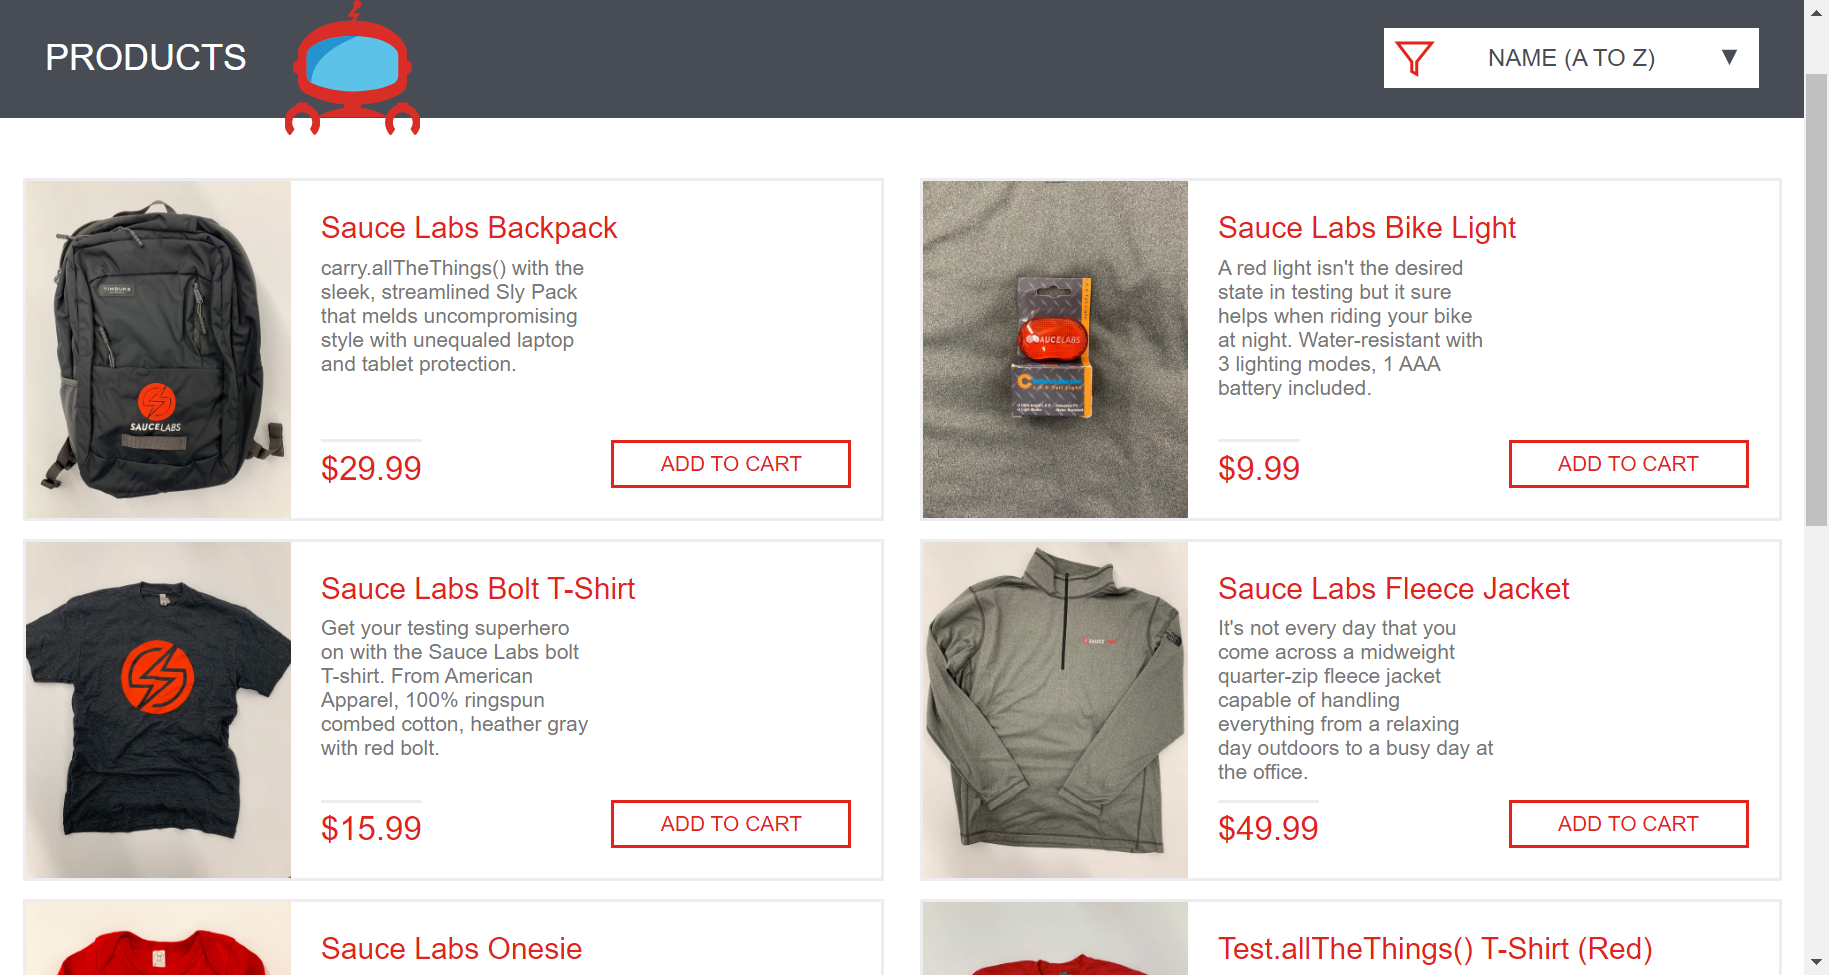 PRODUCTS
NAME (A TO Z)
Sauce Labs Backpack
carry.allTheThings() with the
sleek, streamlined Sly Pack
that melds uncompromising
style with unequaled laptop
and tablet protection.
$29.99
ADD TO CART
SAUCELABS
Sauce Labs Bike Light
A red light isn't the desired
state in testing but it sure
helps when riding your bike
at night. Water-resistant with
3 lighting modes, 1 AAA
battery included.
$9.99
ADD TO CART
SAUCELABS
Sauce Labs Bolt T-Shirt
Get your testing superhero
on with the Sauce Labs bolt
T-shirt. From American
Apparel, 100% ringspun
combed cotton, heather gray
with red bolt.
$15.99
ADD TO CART
Sauce Labs Fleece Jacket
It's not every day that you
come across a midweight
quarter-zip fleece jacket
capable of handling
everything from a relaxing
day outdoors to a busy day at
the office.
$49.99
ADD TO CART
Sauce Labs Onesie
Test.allTheThings() T-Shirt (Red)